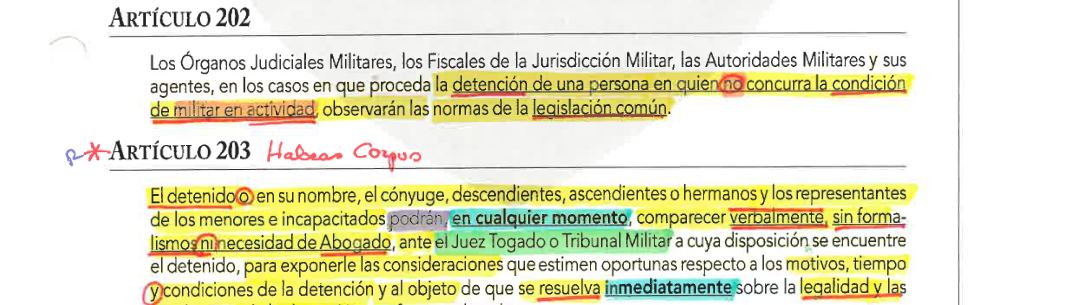 ARTÍCULO 202
Los Órganos Judiciales Militares, los Fiscales de la Jurisdicción Militar, las Autoridades Militares y sus
agentes, en los casos en que proceda la detención de una persona en quien no concurra la condición
de militar en actividad, observarán las normas de la legislación común.
* ARTÍCULO 203 Habeas Corpus
El detenido o en su nombre, el cónyuge, descendientes, ascendientes o hermanos y los representantes
de los menores e incapacitados podrán, en cualquier momento, comparecer verbalmente, sin forma-
lismos ni necesidad de Abogado, ante el Juez Togado o Tribunal Militar a cuya disposición se encuentre
el detenido, para exponerle las consideraciones que estimen oportunas respecto a los motivos, tiempo
y condiciones de la detención y al objeto de que se resuelva inmediatamente sobre la legalidad y las